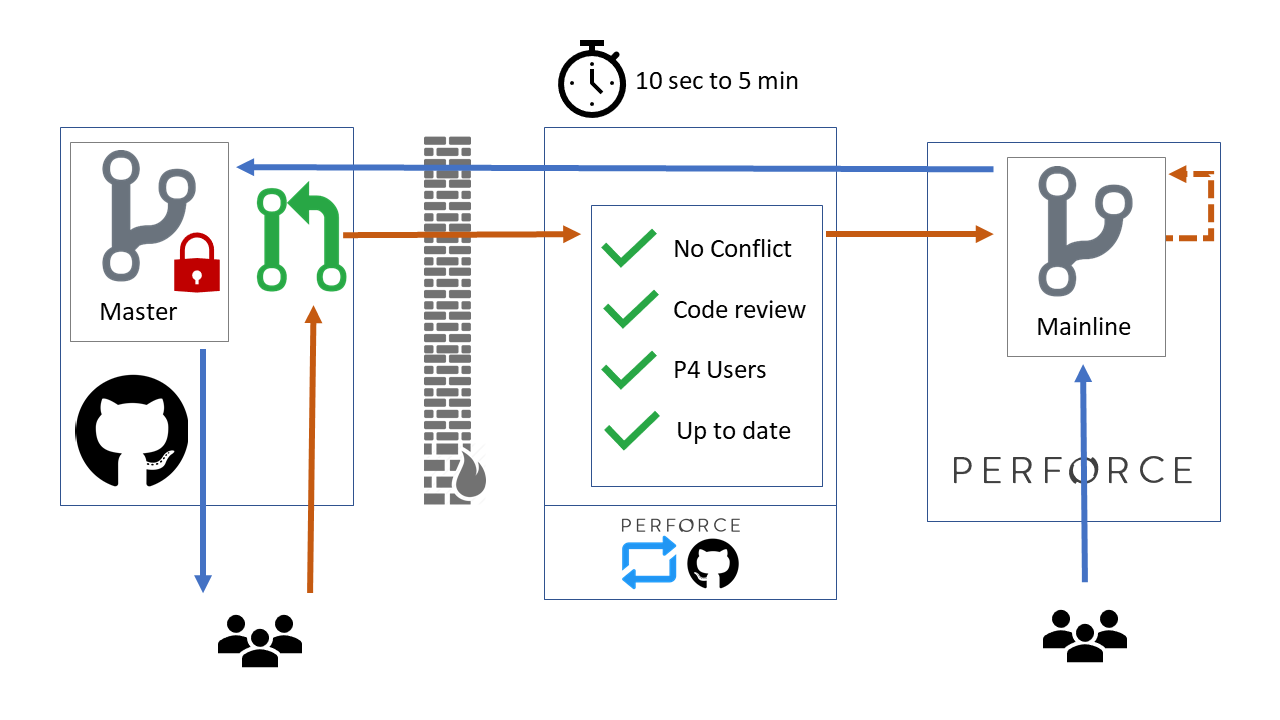 10 sec to 5 min
Master
No Conflict
Code review
P4 Users
Up to date
PERFORCE
Mainline
PERFORCE